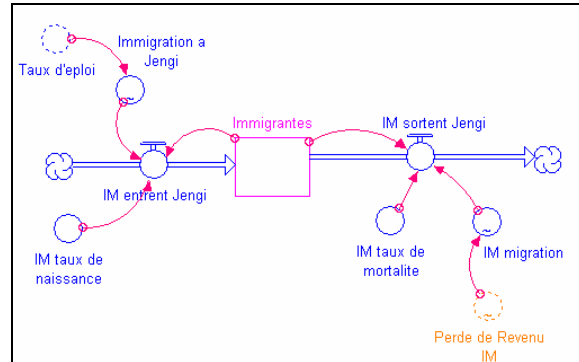 Immigration a
Jengi
Taux d'eploi
Immigrantes
IM sortent Jengi
IM entrent Jengi
IM taux de
naissance
IM taux de
mortalite
IM migration
Perde de Revenu
IM